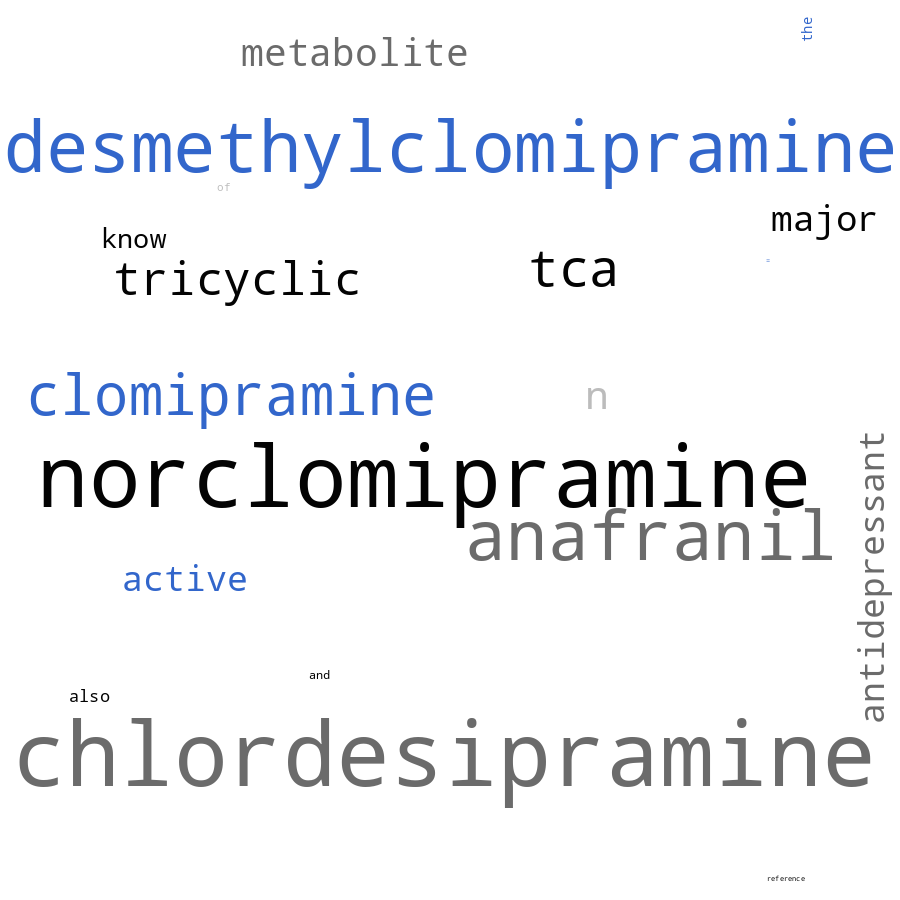 the
metabolite
desmethylclomipramine
of
major
know
tricyclic
tca
clomipramine
n
norclomipramine
anafranil
antidepressant
active
and
also
chlordesipramine
reference